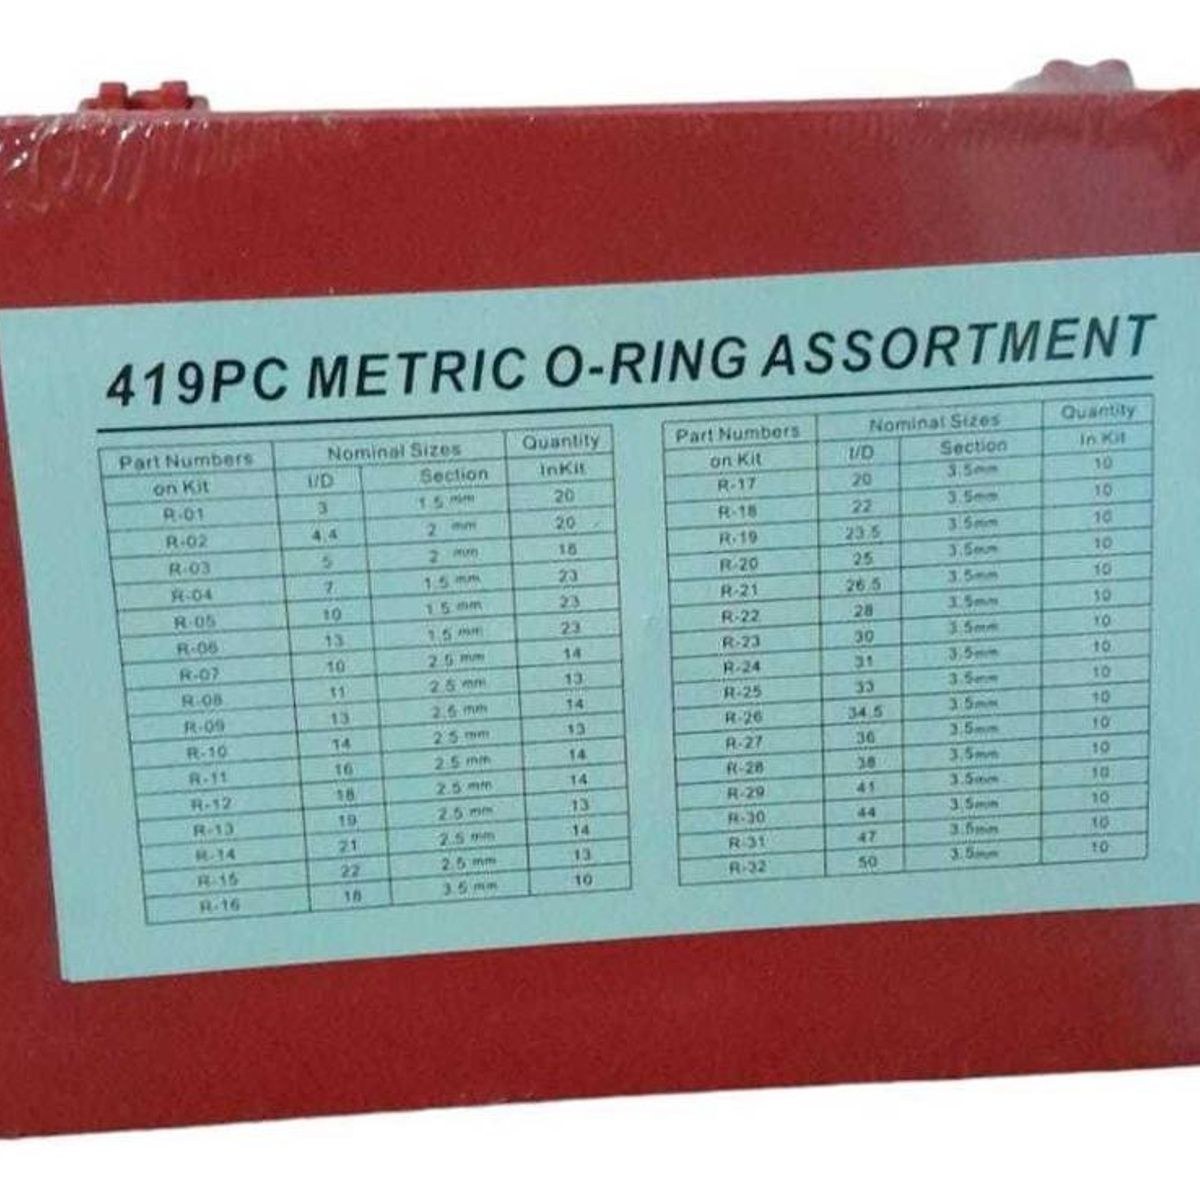 419PC METRIC O-RING ASSORTMENT
Part Numbers on Kit Nominal Sizes Quantity InKit
I/D Section
R-01 3 1.5 mm 20
R-02 4.4 2 mm 20
R-03 5 2 mm 18
R-04 7 1.5 mm 23
R-05 10 1.5 mm 23
R-06 13 1.5 mm 23
R-07 10 2.5 mm 14
R-08 11 2.5 mm 13
R-09 13 2.5 mm 14
R-10 14 2.5 mm 13
R-11 16 2.5 mm 14
R-12 18 2.5 mm 14
R-13 19 2.5 mm 13
R-14 21 2.5 mm 14
R-15 22 2.5 mm 13
R-16 18 3.5 mm 10
Part Numbers on Kit Nominal Sizes Quantity In Kit
I/D Section
R-17 20 3.5mm 10
R-18 22 3.5mm 10
R-19 23.5 3.5mm 10
R-20 25 3.5mm 10
R-21 26.5 3.5mm 10
R-22 28 3.5mm 10
R-23 30 3.5mm 10
R-24 31 3.5mm 10
R-25 33 3.5mm 10
R-26 34.5 3.5mm 10
R-27 36 3.5mm 10
R-28 38 3.5mm 10
R-29 41 3.5mm 10
R-30 44 3.5mm 10
R-31 47 3.5mm 10
R-32 50 3.5mm 10